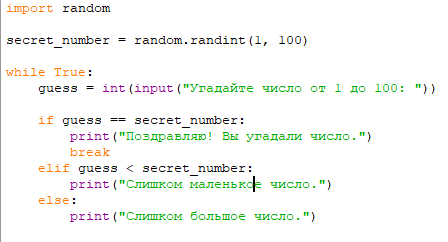 import random
secret_number = random.randint(1, 100)
while True:
guess = int(input("Угадайте число от 1 до 100: "))
if guess == secret_number:
print("Поздравляю! Вы угадали число.")
break
elif guess < secret_number:
print("Слишком маленькое число.")
else:
print("Слишком большое число.")